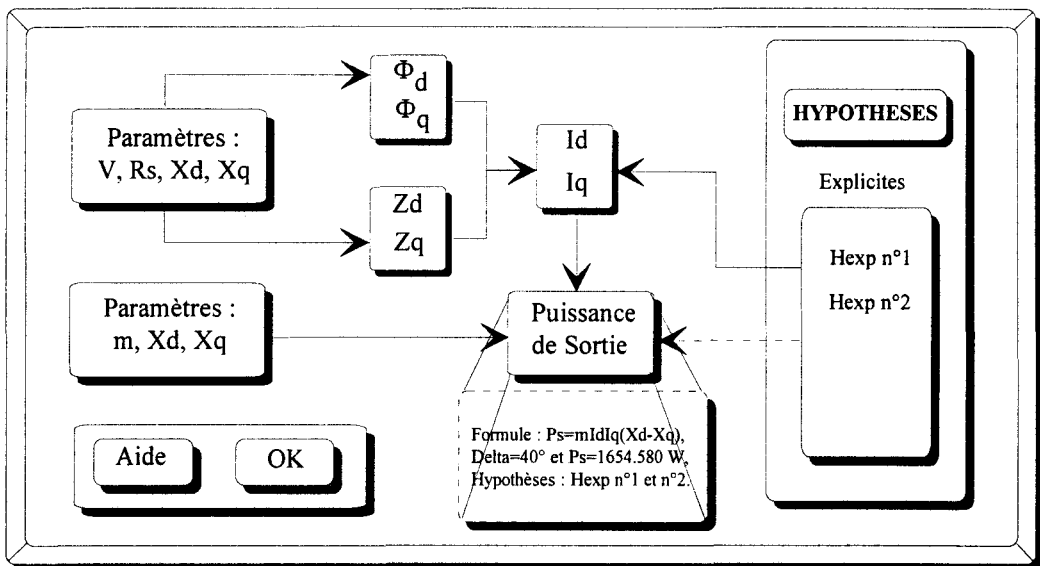 Φd
Φq
Paramètres :
V, Rs, Xd, Xq
Zd
Zq
Id
Iq
HYPOTHESES
Explicites
Hexp n°1
Hexp n°2
Paramètres :
m, Xd, Xq
Puissance
de Sortie
Formule : Ps=mIdIq(Xd-Xq),
Delta=40° et Ps=1654.580 W,
Hypothèses : Hexp n°1 et n°2.
Aide
OK